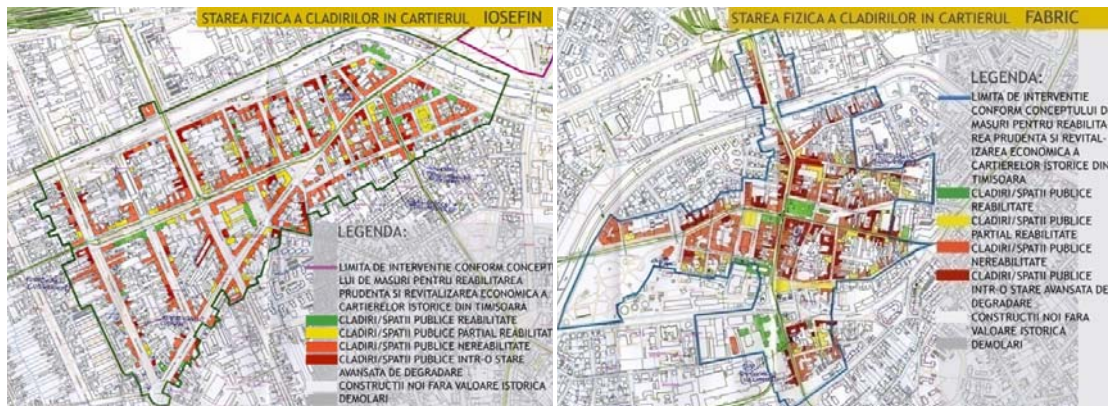 STAREA FIZICA A CLADIRILOR IN CARTIERUL IOSEFIN
LEGENDA:
LIMITA DE INTERVENTIE CONFORM CONCEPT
LUI DE MASURI PENTRU REABILITAREA
PRUDENTA SI REVITALIZAREA ECONOMICA A
CARTIERELOR ISTORICE DIN TIMISOARA
CLADIRI/SPATII PUBLICE REABILITATE
CLADIRI/SPATII PUBLICE PARTIAL REABILITAT
CLADIRI/SPATII PUBLICE NEREABILITATE
CLADIRI/SPATII PUBLICE INTR-O STARE
AVANSATA DE DEGRADARE
CONSTRUCTII NOI FARA VALOARE ISTORICA
DEMOLARI
STAREA FIZICA A CLADIRILOR IN CARTIERUL FABRIC
LEGENDA:
LIMITA DE INTERVENTIE
CONFORM CONCEPTULUI D
MASURI PENTRU REABILITA-
REA PRUDENTA SI REVITAL-
IZAREA ECONOMICA A
CARTIERELOR ISTORICE DIN
TIMISOARA
CLADIRI/SPATII PUBLICE
REABILITATE
CLADIRI/SPATII PUBLICE
PARTIAL REABILITATE
CLADIRI/SPATII PUBLICE
NEREABILITATE
CLADIRI/SPATII PUBLICE
INTR-O STARE AVANSATA DE
DEGRADARE
CONSTRUCTII NOI FARA
VALOARE ISTORICA
DEMOLARI